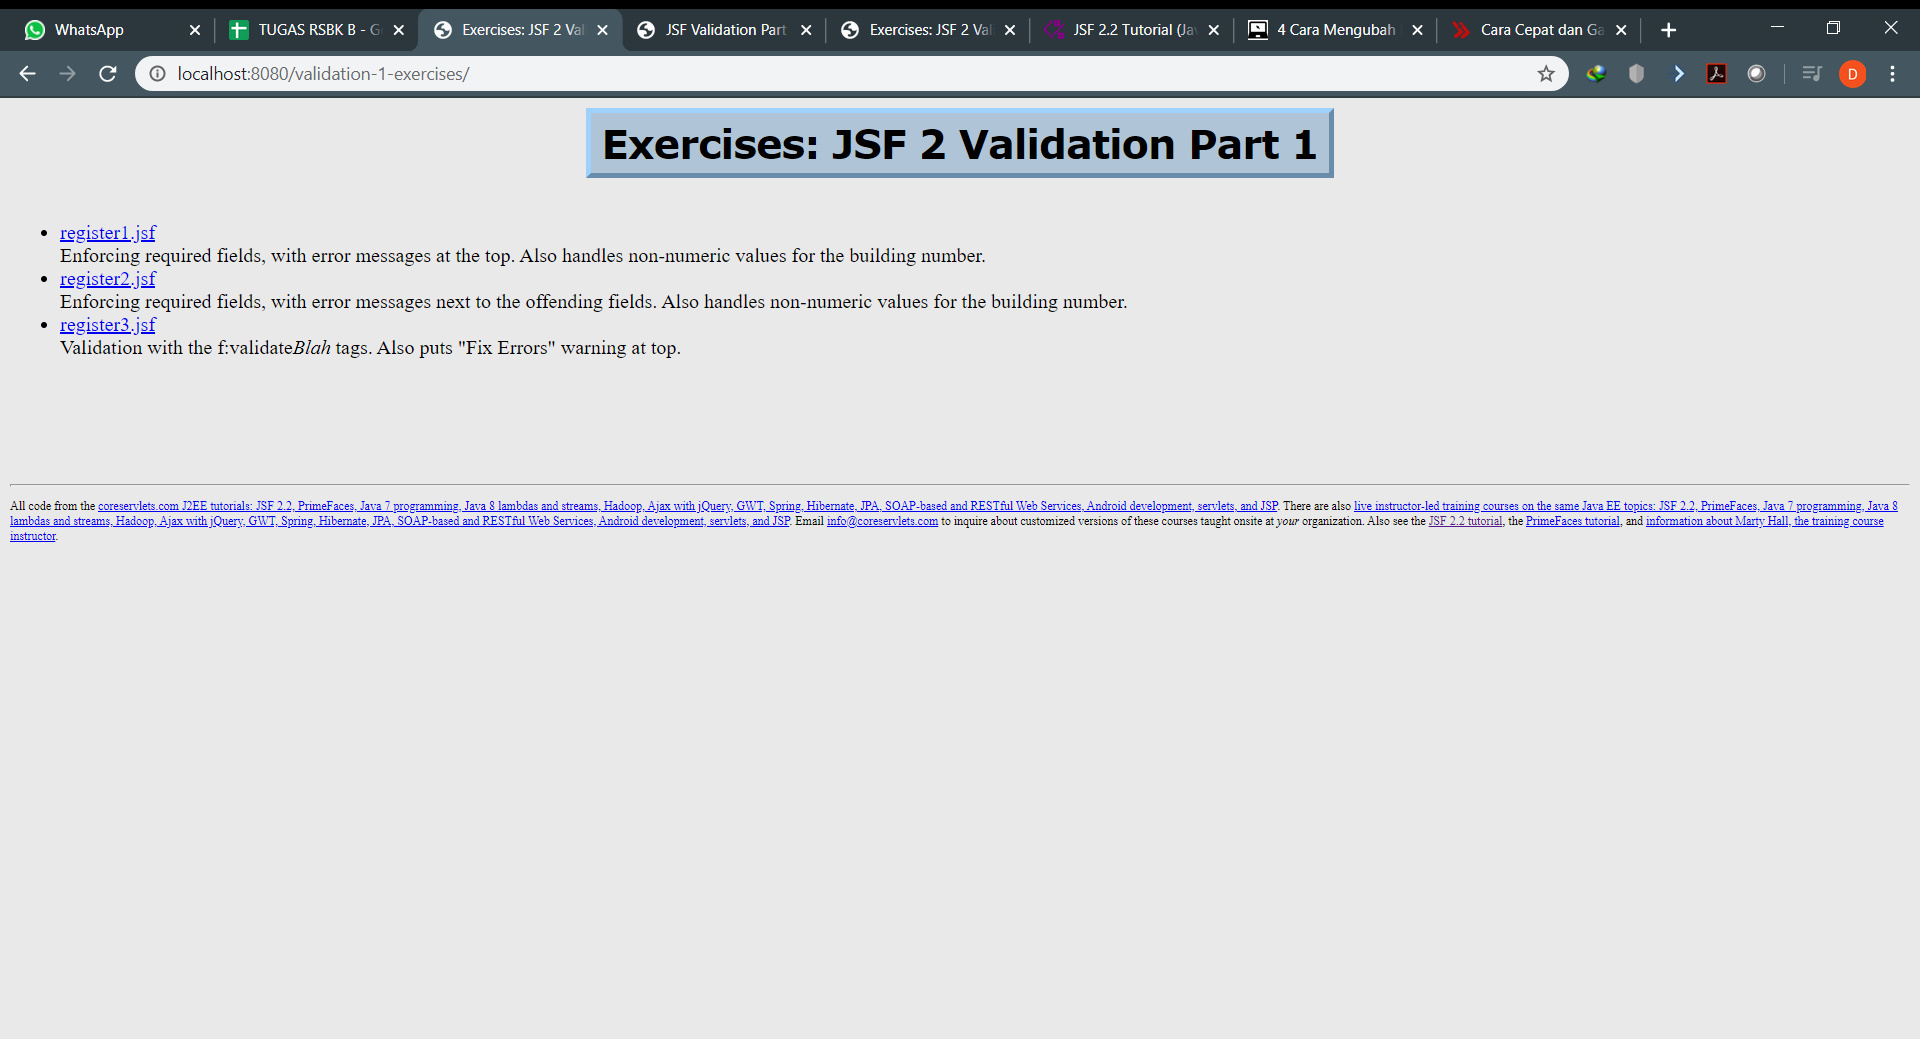 WhatsApp
TUGAS RSBK B - G
Exercises: JSF 2 Val
JSF Validation Part
Exercises: JSF 2 Val
JSF 2.2 Tutorial (Ja
4 Cara Mengubah
Cara Cepat dan Ga
localhost:8080/validation-1-exercises/
D
Exercises: JSF 2 Validation Part 1
• register1.jsf
Enforcing required fields, with error messages at the top. Also handles non-numeric values for the building number.
• register2.jsf
Enforcing required fields, with error messages next to the offending fields. Also handles non-numeric values for the building number.
• register3.jsf
Validation with the f:validateBlah tags. Also puts "Fix Errors" warning at top.
All code from the coreservlets.com J2EE tutorials: JSF 2.2, PrimeFaces, Java 7 programming, Java 8 lambdas and streams, Hadoop, Ajax with jQuery, GWT, Spring, Hibernate, JPA, SOAP-based and RESTful Web Services, Android development, servlets, and JSP. There are also live instructor-led training courses on the same Java EE topics: JSF 2.2, PrimeFaces, Java 7 programming, Java 8
lambdas and streams, Hadoop, Ajax with jQuery, GWT, Spring, Hibernate, JPA, SOAP-based and RESTful Web Services, Android development, servlets, and JSP. Email info@coreservlets.com to inquire about customized versions of these courses taught onsite at your organization. Also see the JSF 2.2 tutorial, the PrimeFaces tutorial, and information about Marty Hall, the training course
instructor.